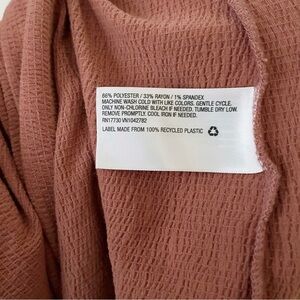 66% POLYESTER / 33% RAYON / 1% SPANDEX
MACHINE WASH COLD WITH LIKE COLORS. GENTLE CYCLE.
ONLY NON-CHLORINE BLEACH IF NEEDED. TUMBLE DRY LOW.
REMOVE PROMPTLY. COOL IRON IF NEEDED.
RN17730 VN1042782
LABEL MADE FROM 100% RECYCLED PLASTIC